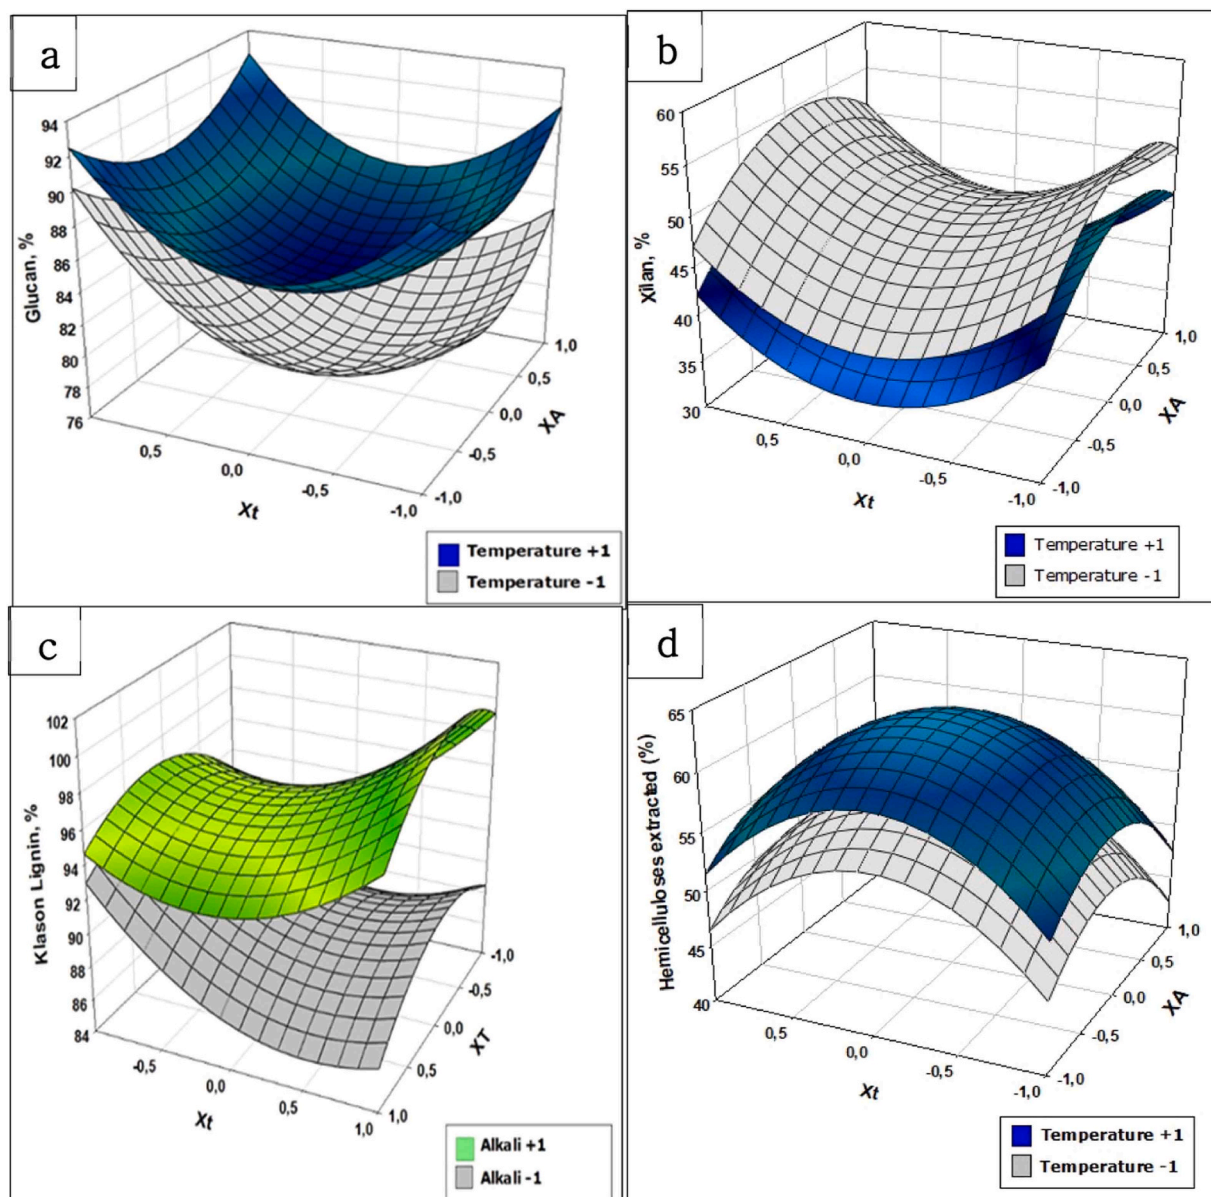 a
94
92
90
88
86
84
82
80
78
76
Glucan, %
0,5
0,0
-0,5
-1,0
Xt
-1,0
-0,5
0,0
0,5
1,0
XA
Temperature +1
Temperature -1
b
60
55
50
45
40
35
30
Xilan, %
0,5
0,0
-0,5
-1,0
Xt
-1,0
-0,5
0,0
0,5
1,0
XA
Temperature +1
Temperature -1
c
102
100
98
96
94
92
90
88
86
84
Klason Lignin, %
-0,5
0,0
0,5
1,0
Xt
1,0
0,5
0,0
-0,5
-1,0
XT
Alkali +1
Alkali -1
d
65
60
55
50
45
40
Hemicelluloses extracted (%)
0,5
0,0
-0,5
-1,0
Xt
-1,0
-0,5
0,0
0,5
1,0
XA
Temperature +1
Temperature -1